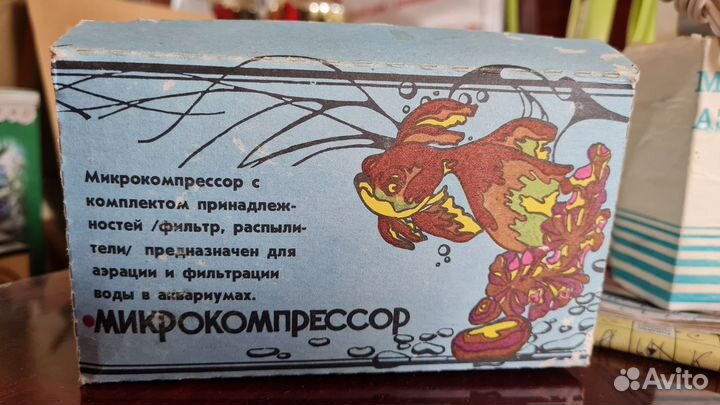 Микрокомпрессор с
комплектом принадлеж-
ностей /фильтр, распыли-
тели/ предназначен для
аэрации и фильтрации
воды в аквариумах.
•МИКРОКОМПРЕССОР
Avito